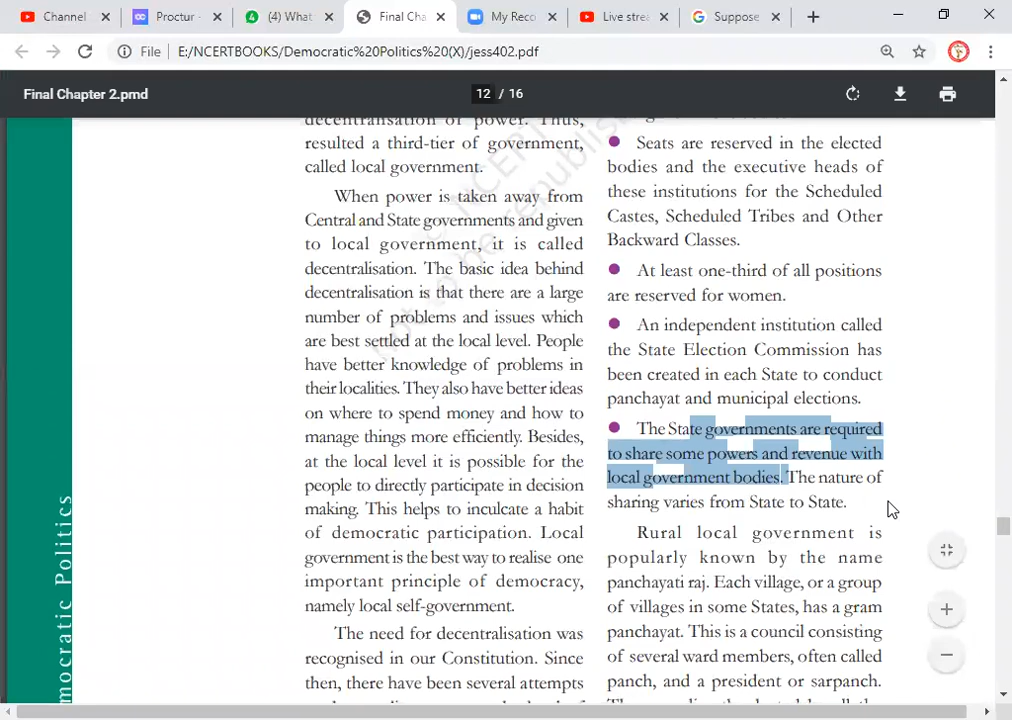 Channel
Proctur -
(4) What
Final Cha
My Reco
Live strea
Suppose
File
E:/NCERTBOOKS/Democratic%20Politics%20(X)/jess402.pdf
Final Chapter 2.pmd
12 / 16
decentralisation of power. Thus,
resulted a third-tier of government,
called local government.
When power is taken away from
Central and State governments and given
to local government, it is called
decentralisation. The basic idea behind
decentralisation is that there are a large
number of problems and issues which
are best settled at the local level. People
have better knowledge of problems in
their localities. They also have better ideas
on where to spend money and how to
manage things more efficiently. Besides,
at the local level it is possible for the
people to directly participate in decision
making. This helps to inculcate a habit
of democratic participation. Local
government is the best way to realise one
important principle of democracy,
namely local self-government.
The need for decentralisation was
recognised in our Constitution. Since
then, there have been several attempts
Seats are reserved in the elected
bodies and the executive heads of
these institutions for the Scheduled
Castes, Scheduled Tribes and Other
Backward Classes.
At least one-third of all positions
are reserved for women.
An independent institution called
the State Election Commission has
been created in each State to conduct
panchayat and municipal elections.
The State governments are required
to share some powers and revenue with
local government bodies. The nature of
sharing varies from State to State.
Rural local government is
popularly known by the name
panchayati raj. Each village, or a group
of villages in some States, has a gram
panchayat. This is a council consisting
of several ward members, often called
panch, and a president or sarpanch.
mocratic Politics
© NCERT
not to be republis